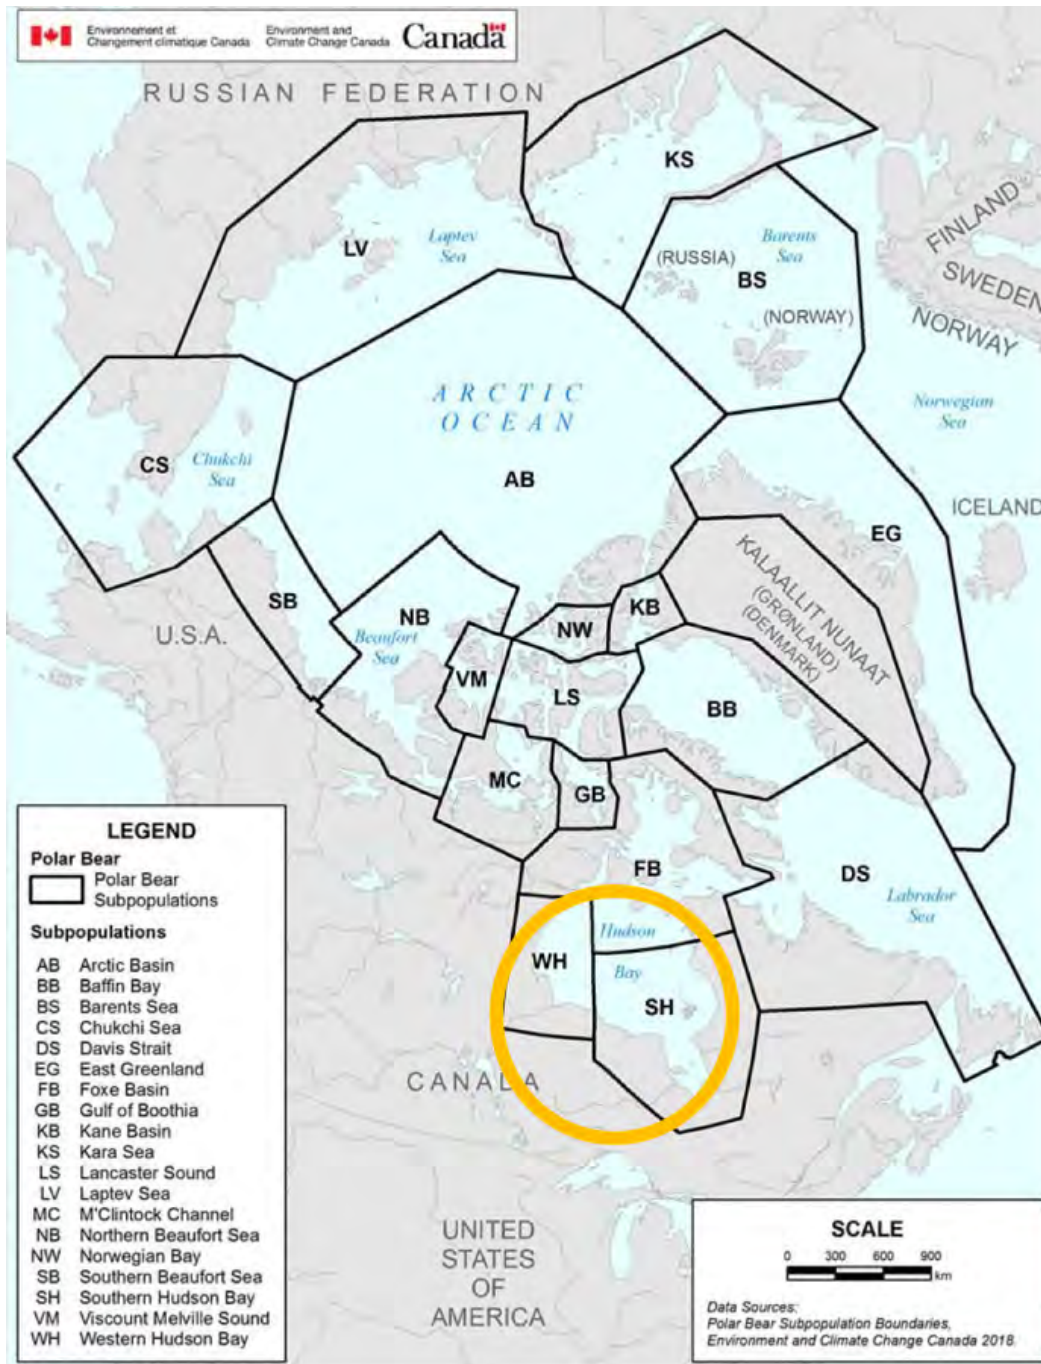 Environnement et
Changement climatique Canada
Environment and
Climate Change Canada
Canada
RUSSIAN FEDERATION
KS
LV
Laptev
Sea
Barents
Sea
(RUSSIA)
BS
(NORWAY)
FINLAND
SWEDEN
NORWAY
ARCTIC
OCEAN
Norwegian
Sea
CS
Chukchi
Sea
AB
ICELAND
EG
KALAALLIT NUNAAT
(GRØNLAND)
(DENMARK)
SB
NB
KB
NW
U.S.A.
Beaufort
Sea
VM
LS
BB
MC
GB
FB
DS
Labrador
Sea
Hudson
Bay
WH
SH
CANADA
UNITED
STATES
OF
AMERICA
LEGEND
Polar Bear
Polar Bear
Subpopulations
Subpopulations
AB Arctic Basin
BB Baffin Bay
BS Barents Sea
CS Chukchi Sea
DS Davis Strait
EG East Greenland
FB Foxe Basin
GB Gulf of Boothia
KB Kane Basin
KS Kara Sea
LS Lancaster Sound
LV Laptev Sea
MC M'Clintock Channel
NB Northern Beaufort Sea
NW Norwegian Bay
SB Southern Beaufort Sea
SH Southern Hudson Bay
VM Viscount Melville Sound
WH Western Hudson Bay
SCALE
0 300 600 900
km
Data Sources:
Polar Bear Subpopulation Boundaries,
Environment and Climate Change Canada 2018.